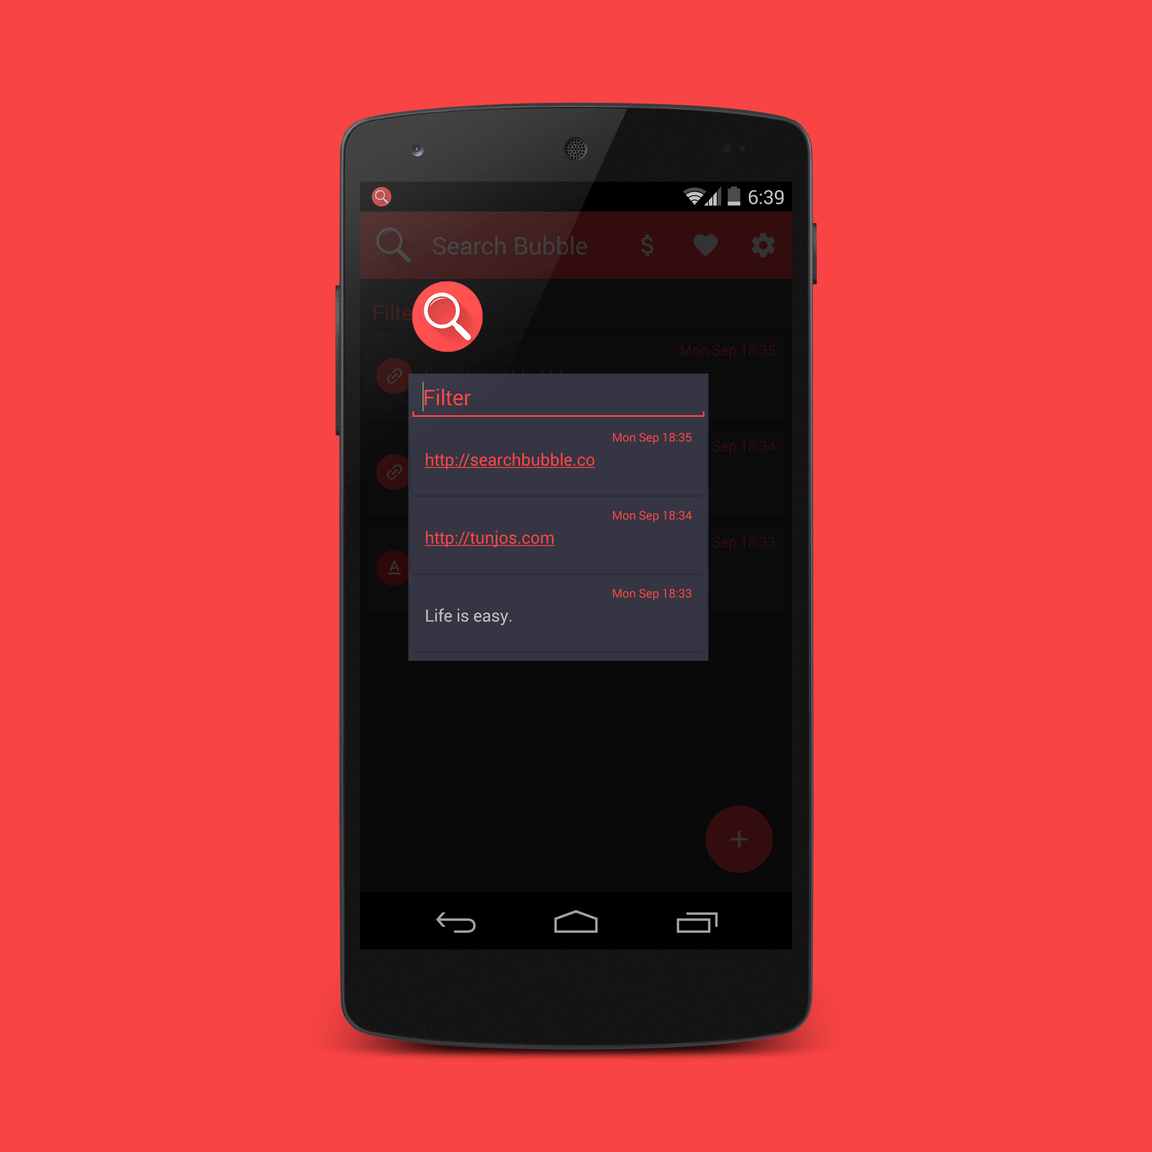 6:39
Search Bubble $
Filte
Mon Sep 18:35
Filter
Mon Sep 18:35
http://searchbubble.co
Sep 18:34
Mon Sep 18:34
http://tunjos.com
Sep 18:33
A
Mon Sep 18:33
Life is easy.
+